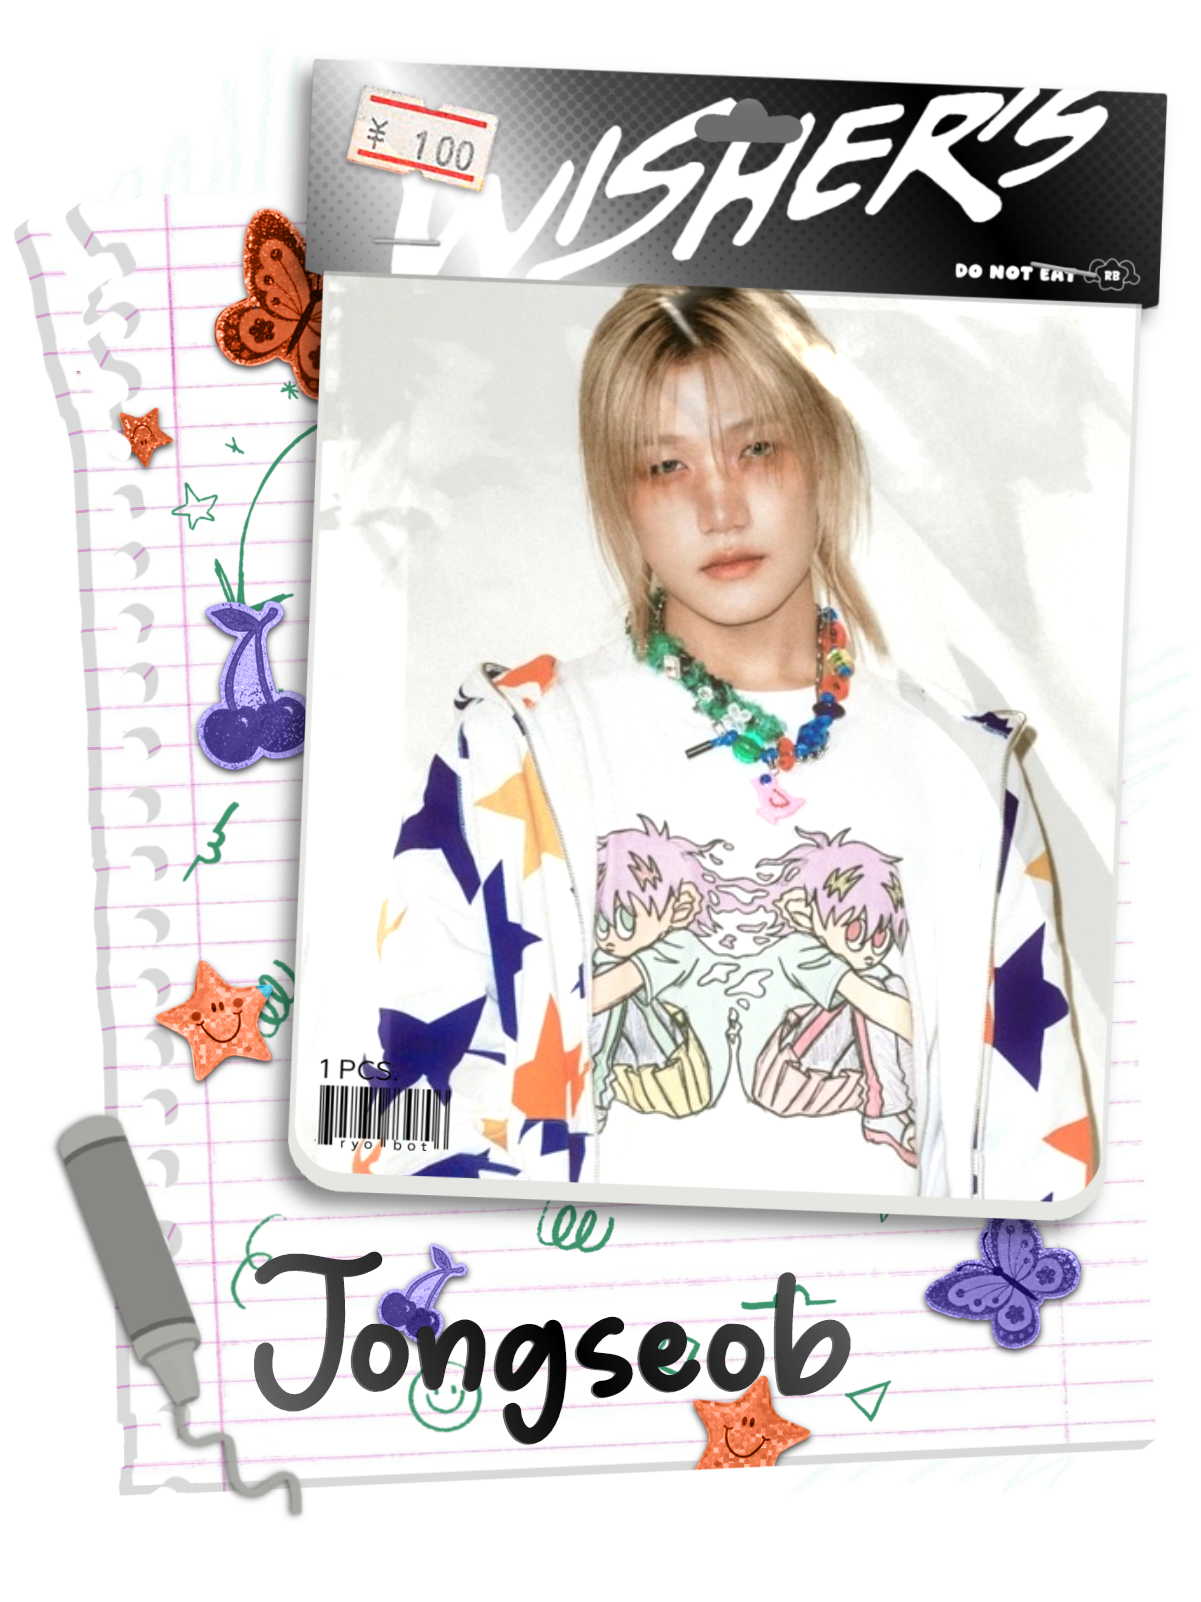 ¥ 100
WISHER'S
DO NOT EAT
RB
J
1 PCS.
ryo bot
Jongseob